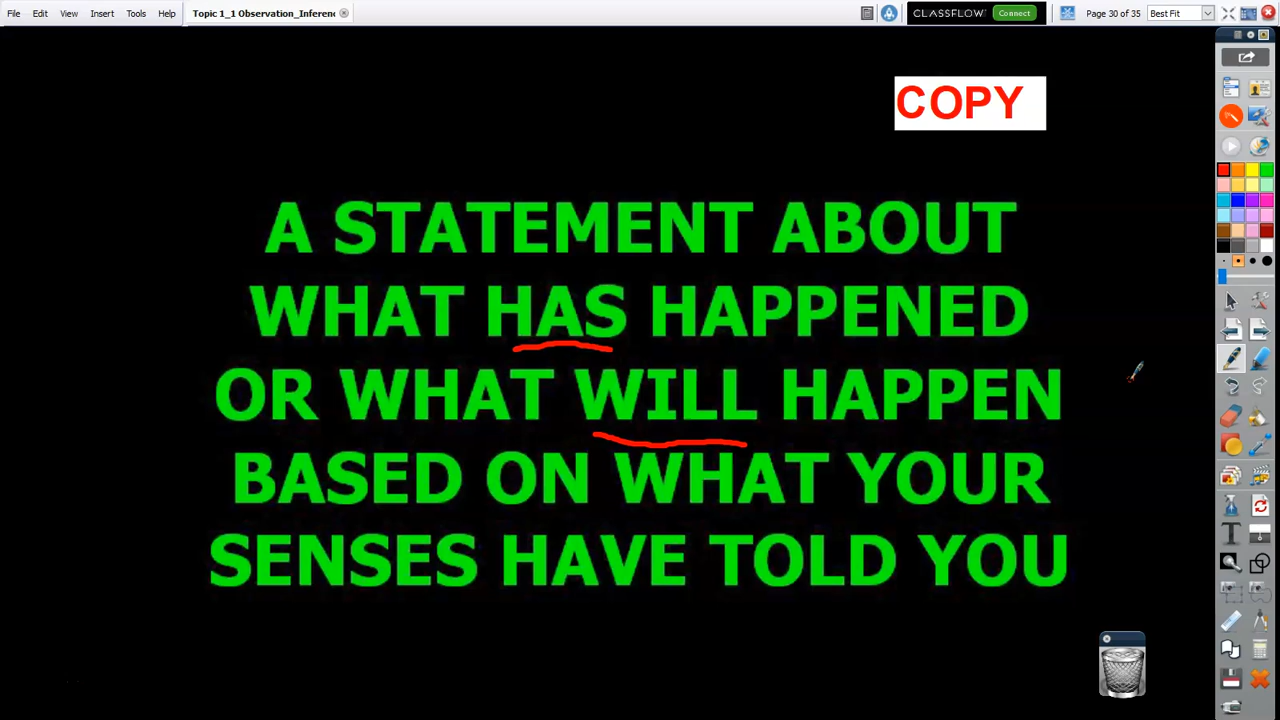 File Edit View Insert Tools Help Topic 1_1 Observation_Inferenc CLASSFLOW Connect Page 30 of 35 Best Fit
COPY
A STATEMENT ABOUT
WHAT HAS HAPPENED
OR WHAT WILL HAPPEN
BASED ON WHAT YOUR
SENSES HAVE TOLD YOU